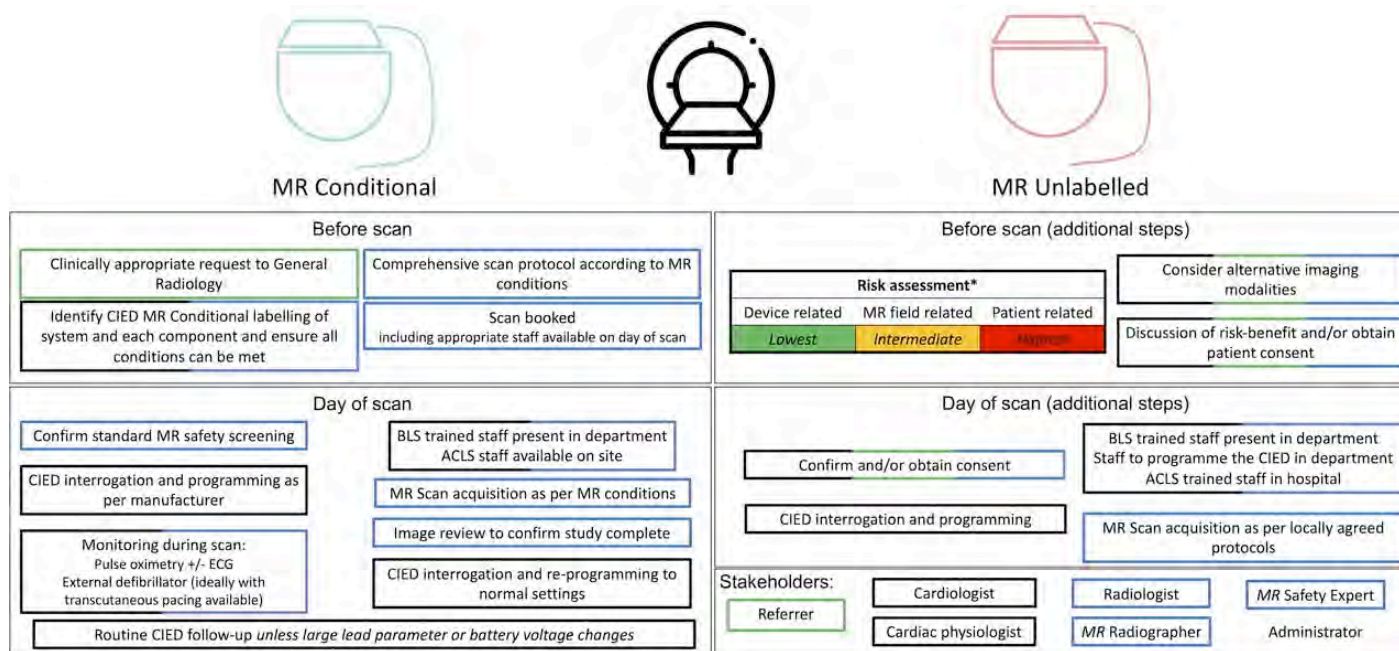 MR Conditional
MR Unlabelled
Before scan
Clinically appropriate request to General
Radiology
Comprehensive scan protocol according to MR
conditions
Identify CIED MR Conditional labelling of
system and each component and ensure all
conditions can be met
Scan booked
including appropriate staff available on day of scan
Before scan (additional steps)
Risk assessment*
Device related MR field related Patient related
Lowest Intermediate
Consider alternative imaging
modalities
Discussion of risk-benefit and/or obtain
patient consent
Day of scan
Confirm standard MR safety screening
CIED interrogation and programming as
per manufacturer
Monitoring during scan:
Pulse oximetry +/- ECG
External defibrillator (ideally with
transcutaneous pacing available)
BLS trained staff present in department
ACLS staff available on site
MR Scan acquisition as per MR conditions
Image review to confirm study complete
CIED interrogation and re-programming to
normal settings
Routine CIED follow-up unless large lead parameter or battery voltage changes
Day of scan (additional steps)
Confirm and/or obtain consent
CIED interrogation and programming
BLS trained staff present in department
Staff to programme the CIED in department
ACLS trained staff in hospital
MR Scan acquisition as per locally agreed
protocols
Stakeholders:
Referrer
Cardiologist
Cardiac physiologist
Radiologist
MR Radiographer
MR Safety Expert
Administrator